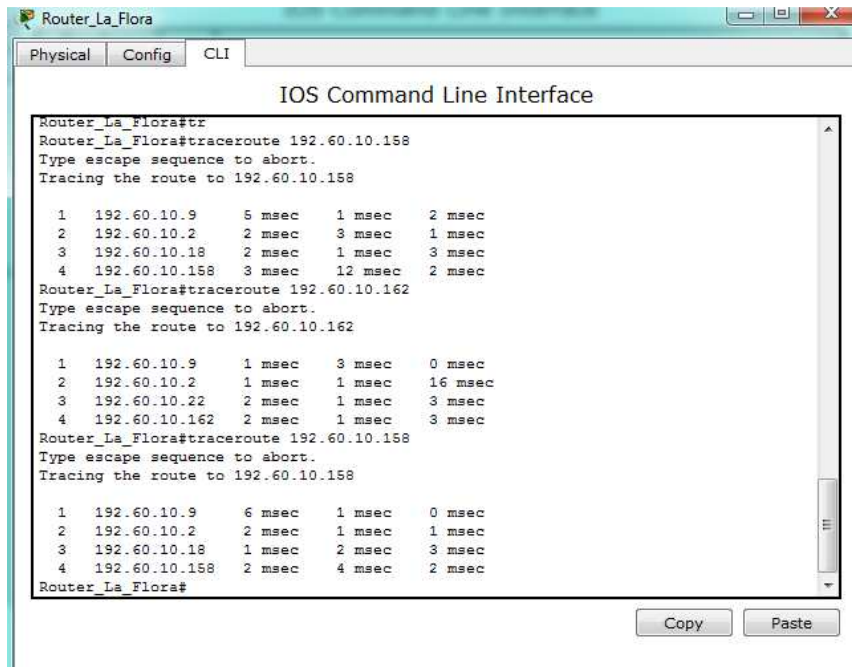 Router_La_Flora
Physical Config CLI
IOS Command Line Interface
Router_La_Flora#tr
Router_La_Flora#traceroute 192.60.10.158
Type escape sequence to abort.
Tracing the route to 192.60.10.158
1 192.60.10.9 5 msec 1 msec 2 msec
2 192.60.10.2 2 msec 3 msec 1 msec
3 192.60.10.18 2 msec 1 msec 3 msec
4 192.60.10.158 3 msec 12 msec 2 msec
Router_La_Flora#traceroute 192.60.10.162
Type escape sequence to abort.
Tracing the route to 192.60.10.162
1 192.60.10.9 1 msec 3 msec 0 msec
2 192.60.10.2 1 msec 1 msec 16 msec
3 192.60.10.22 2 msec 1 msec 3 msec
4 192.60.10.162 2 msec 1 msec 3 msec
Router_La_Flora#traceroute 192.60.10.158
Type escape sequence to abort.
Tracing the route to 192.60.10.158
1 192.60.10.9 6 msec 1 msec 0 msec
2 192.60.10.2 2 msec 1 msec 1 msec
3 192.60.10.18 1 msec 2 msec 3 msec
4 192.60.10.158 2 msec 4 msec 2 msec
Router_La_Flora#
Copy Paste